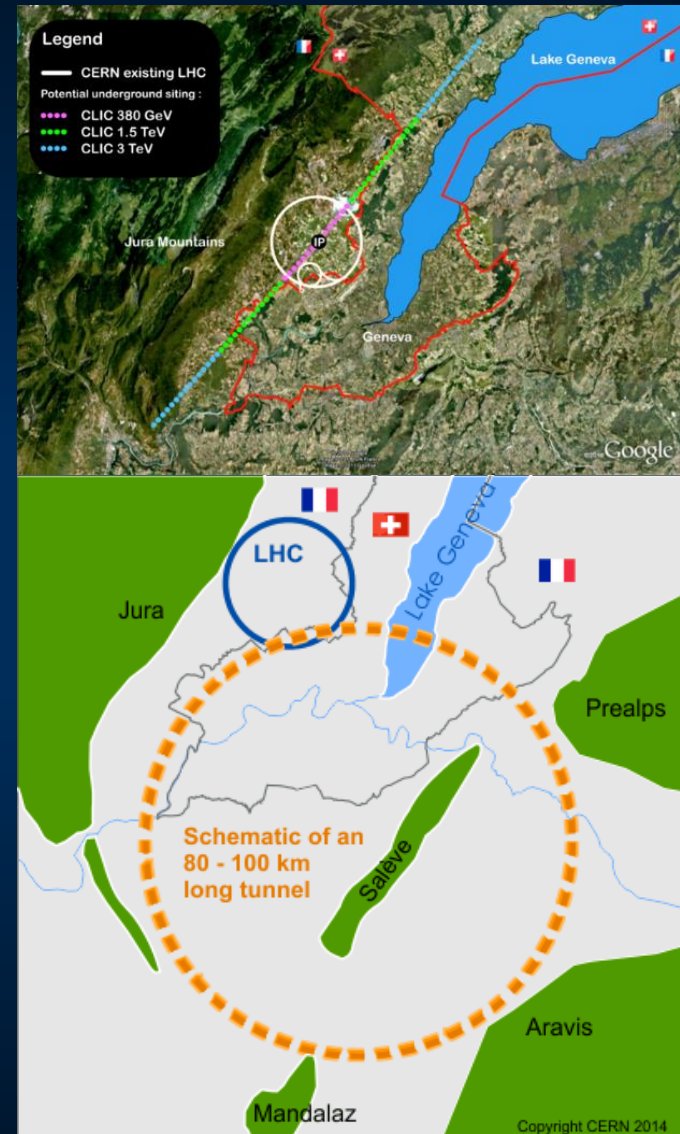 Legend
CERN existing LHC
Potential underground siting :
CLIC 380 GeV
CLIC 1.5 TeV
CLIC 3 TeV
Lake Geneva
Jura Mountains
IP
Geneva
Google
LHC
Lake Geneva
Jura
Prealps
Schematic of an
80 - 100 km
long tunnel
Salève
Aravis
Mandalaz
Copyright CERN 2014